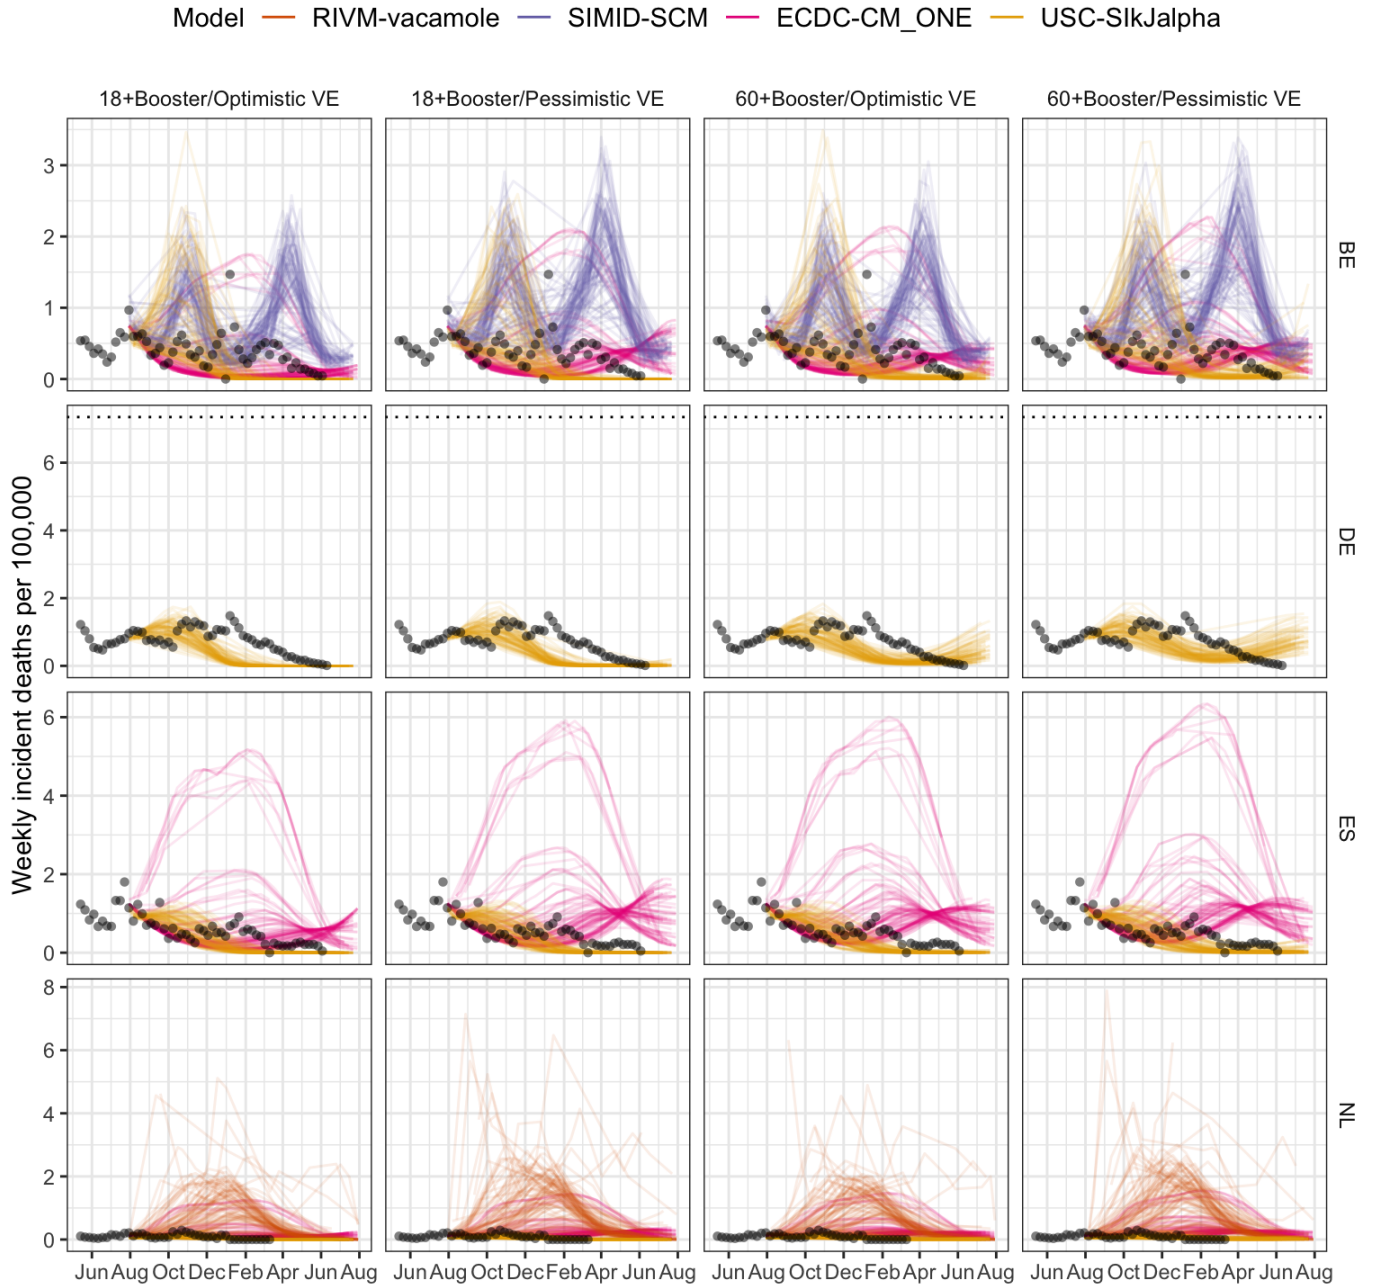 Model RIVM-vacamole SIMID-SCM ECDC-CM_ONE USC-SIkJalpha
18+Booster/Optimistic VE 18+Booster/Pessimistic VE 60+Booster/Optimistic VE 60+Booster/Pessimistic VE
Weekly incident deaths per 100,000
3
2
1
0
BE
6
4
2
0
DE
6
4
2
0
ES
8
6
4
2
0
NL
Jun Aug Oct Dec Feb Apr Jun Aug Jun Aug Oct Dec Feb Apr Jun Aug Jun Aug Oct Dec Feb Apr Jun Aug Jun Aug Oct Dec Feb Apr Jun Aug